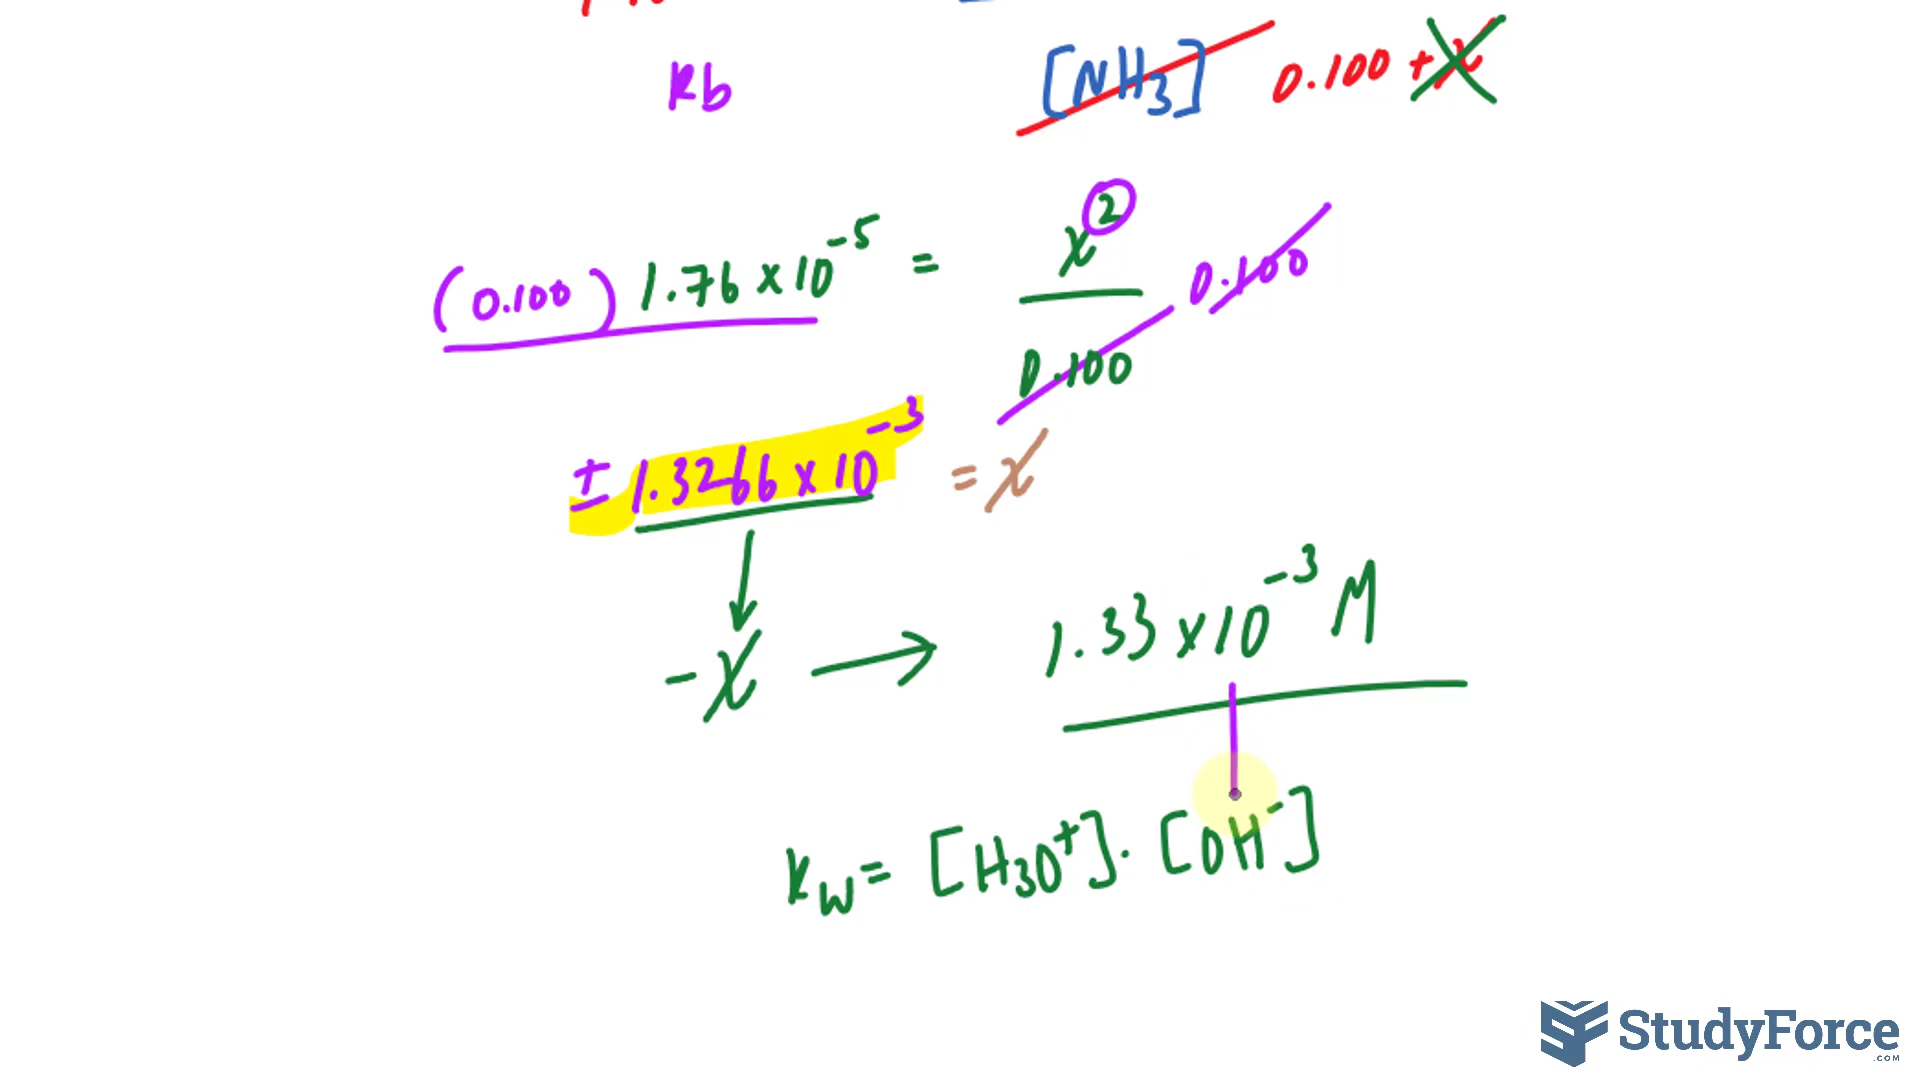 Kb [NH3] 0.100 + x
(0.100) 1.76 x 10^-5 = x^2 / 0.100 0.100
± 1.3266 x 10^-3 = x
-x → 1.33 x 10^-3 M
Kw = [H3O+] · [OH-]
StudyForce
.COM